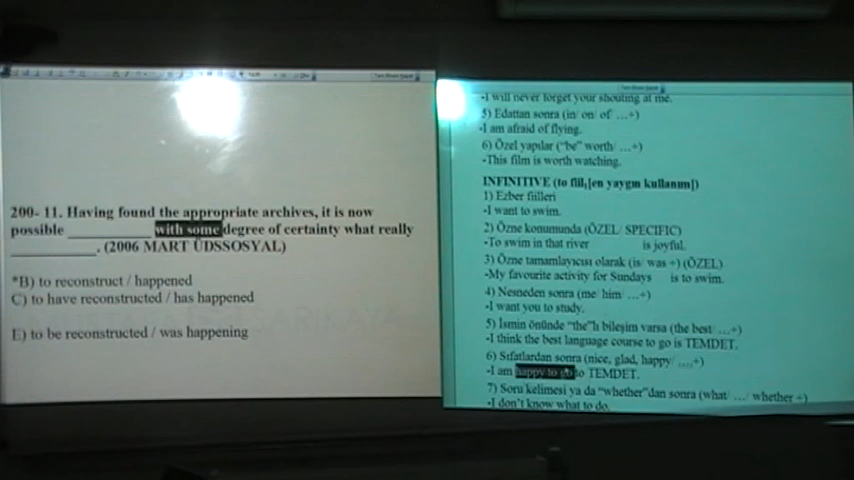 200- 11. Having found the appropriate archives, it is now
possible __________ with some degree of certainty what really
__________. (2006 MART ÜDSSOSYAL)
*B) to reconstruct / happened
C) to have reconstructed / has happened
E) to be reconstructed / was happening
-I will never forget your shouting at me.
5) Edattan sonra (in/ on/ of …+)
-I am afraid of flying.
6) Özel yapılar ("be" worth/ …+)
-This film is worth watching.
INFINITIVE (to fiil₁[en yaygın kullanım])
1) Ezber fiilleri
-I want to swim.
2) Özne konumunda (ÖZEL/ SPECIFIC)
-To swim in that river is joyful.
3) Özne tamamlayıcısı olarak (is/ was +) (ÖZEL)
-My favourite activity for Sundays is to swim.
4) Nesneden sonra (me/ him/ …+)
-I want you to study.
5) İsmin önünde "the"lı bileşim varsa (the best/ …+)
-I think the best language course to go is TEMDET.
6) Sıfatlardan sonra (nice, glad, happy/ …,+)
-I am happy to go to TEMDET.
7) Soru kelimesi ya da "whether"dan sonra (what/ …/ whether +)
-I don't know what to do.